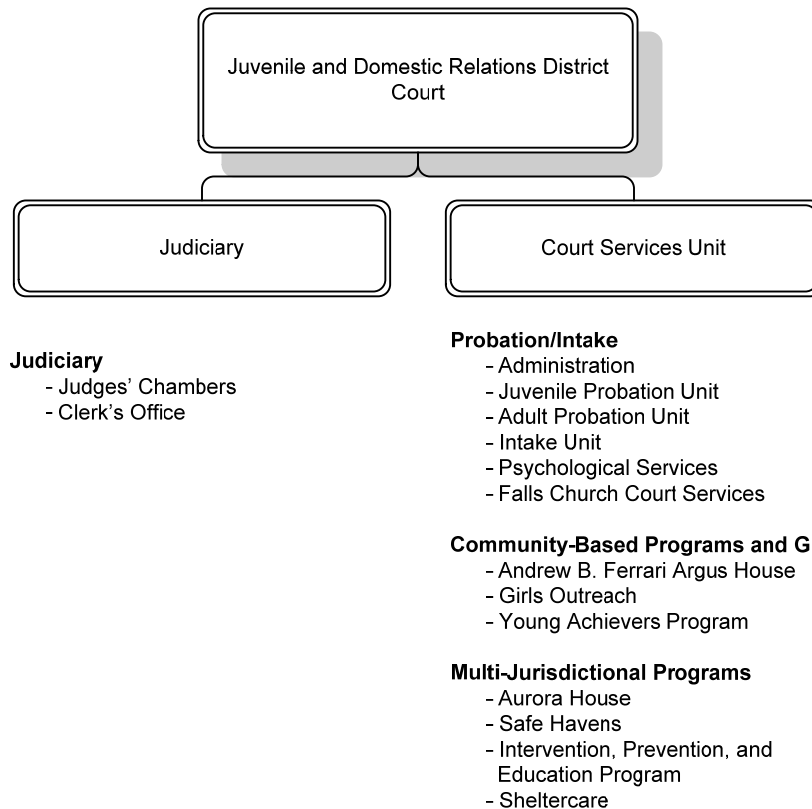 Juvenile and Domestic Relations District
Court
Judiciary
Court Services Unit
Judiciary
- Judges’ Chambers
- Clerk’s Office
Probation/Intake
- Administration
- Juvenile Probation Unit
- Adult Probation Unit
- Intake Unit
- Psychological Services
- Falls Church Court Services
Community-Based Programs and G
- Andrew B. Ferrari Argus House
- Girls Outreach
- Young Achievers Program
Multi-Jurisdictional Programs
- Aurora House
- Safe Havens
- Intervention, Prevention, and
Education Program
- Sheltercare